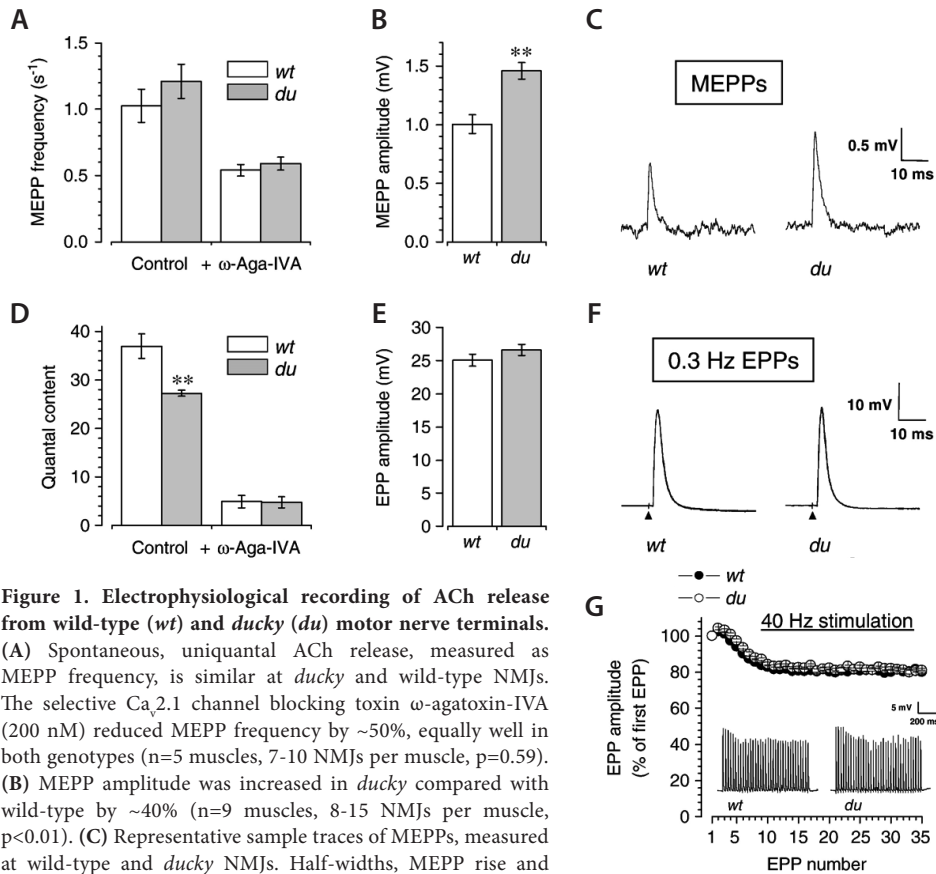 A
MEPP frequency (s⁻¹)
1.5
1.0
0.5
0.0
wt
du
Control + ω-Aga-IVA
B
MEPP amplitude (mV)
2.0
1.5
1.0
0.5
0.0
**
wt du
C
MEPPs
0.5 mV
10 ms
wt du
D
Quantal content
40
30
20
10
0
wt
du
**
Control + ω-Aga-IVA
E
EPP amplitude (mV)
30
25
20
15
10
5
0
wt du
F
0.3 Hz EPPs
10 mV
10 ms
wt du
Figure 1. Electrophysiological recording of ACh release
from wild-type (wt) and ducky (du) motor nerve terminals.
(A) Spontaneous, uniquantal ACh release, measured as
MEPP frequency, is similar at ducky and wild-type NMJs.
The selective Caᵥ2.1 channel blocking toxin ω-agatoxin-IVA
(200 nM) reduced MEPP frequency by ~50%, equally well in
both genotypes (n=5 muscles, 7-10 NMJs per muscle, p=0.59).
(B) MEPP amplitude was increased in ducky compared with
wild-type by ~40% (n=9 muscles, 8-15 NMJs per muscle,
p<0.01). (C) Representative sample traces of MEPPs, measured
at wild-type and ducky NMJs. Half-widths, MEPP rise and
wt
du
G
40 Hz stimulation
EPP amplitude
(% of first EPP)
100
80
60
40
20
0
5 mV
200 ms
wt du
1 5 10 15 20 25 30 35
EPP number